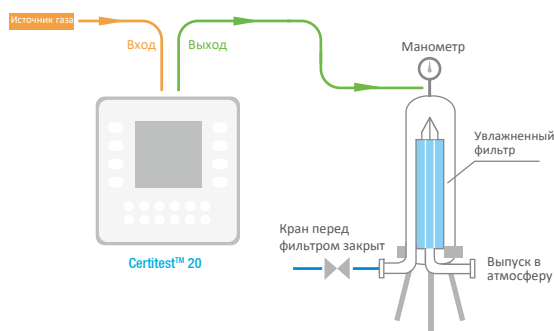 Источник газа
Вход
Выход
Манометр
Увлажненный
фильтр
Кран перед
фильтром закрыт
Выпуск в
атмосферу
Certitest™ 20